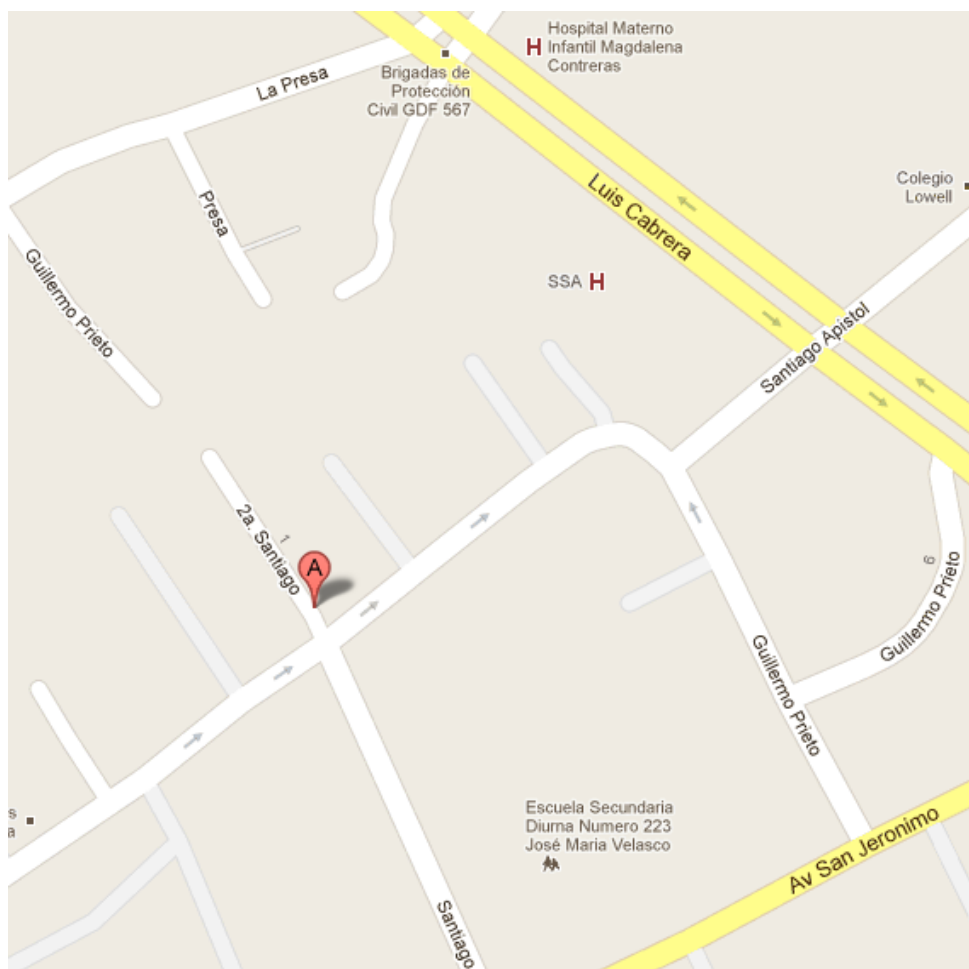 Hospital Materno
H
Infantil Magdalena
Contreras
Brigadas de
Protección
Civil GDF 567
La Presa
Luis Cabrera
Colegio
Lowell
Presa
Guillermo Prieto
SSA H
Santiago Apistol
2a. Santiago
1
A
6
Guillermo Prieto
Guillermo Prieto
s
a
Escuela Secundaria
Diurna Numero 223
José Maria Velasco
Av San Jeronimo
Santiago